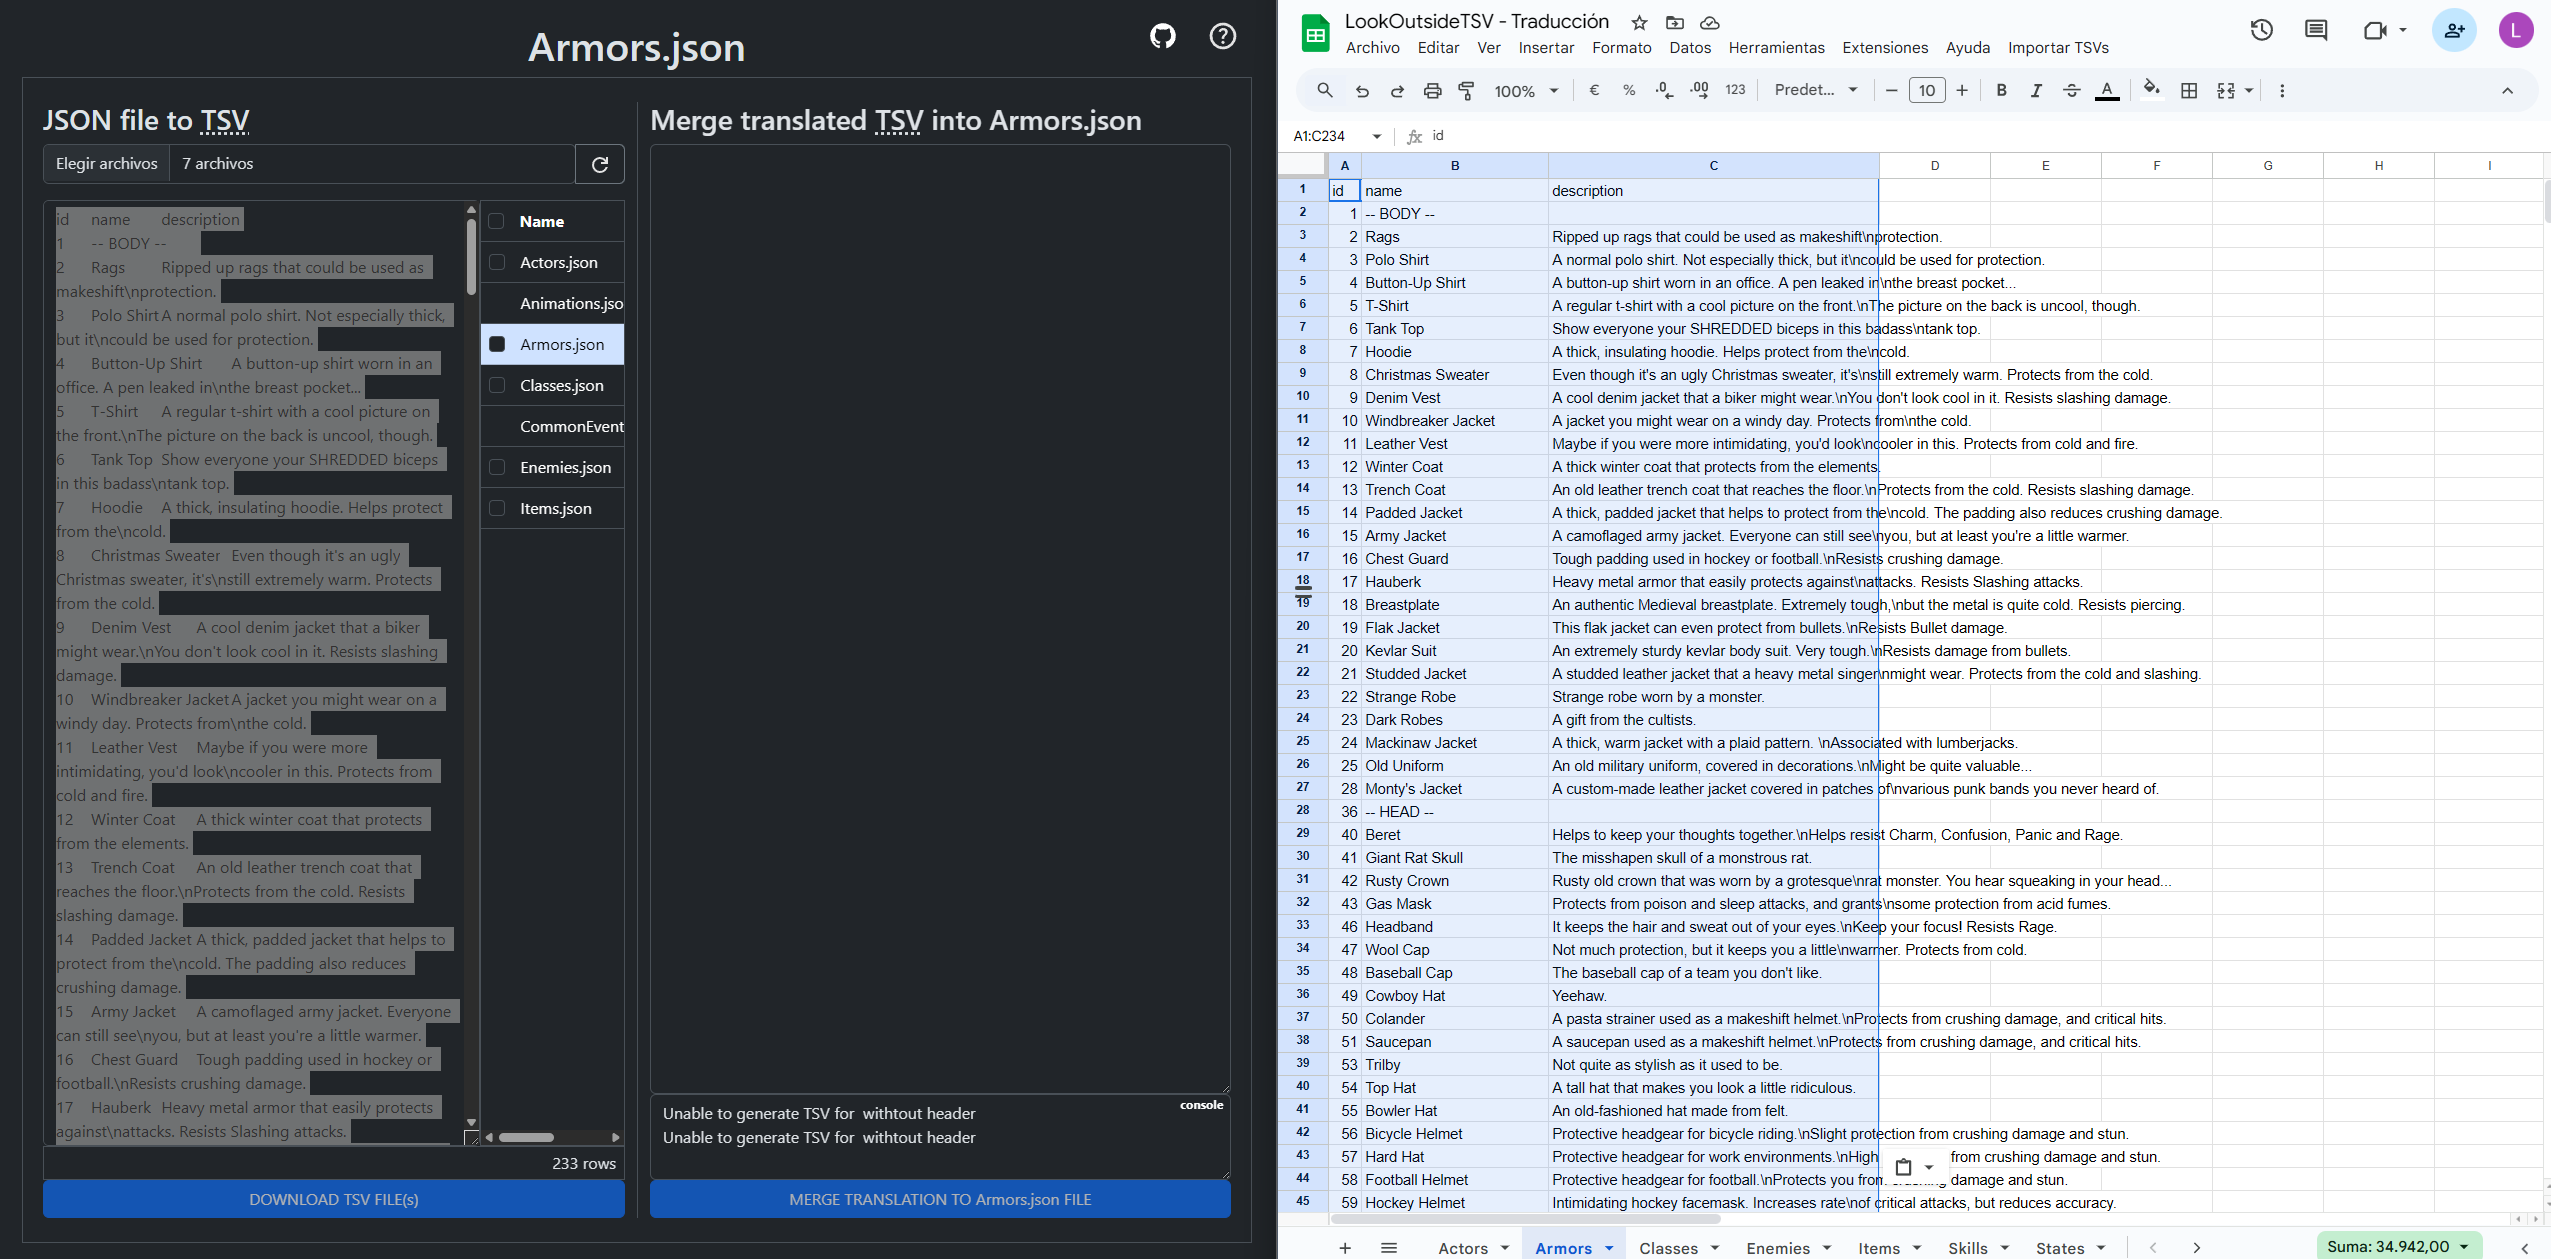 Armors.json
JSON file to TSV
Elegir archivos 7 archivos
id name description
1 -- BODY --
2 Rags Ripped up rags that could be used as
makeshift\nprotection.
3 Polo Shirt A normal polo shirt. Not especially thick,
but it\ncould be used for protection.
4 Button-Up Shirt A button-up shirt worn in an
office. A pen leaked in\nthe breast pocket...
5 T-Shirt A regular t-shirt with a cool picture on
the front.\nThe picture on the back is uncool, though.
6 Tank Top Show everyone your SHREDDED biceps
in this badass\ntank top.
7 Hoodie A thick, insulating hoodie. Helps protect
from the\ncold.
8 Christmas Sweater Even though it's an ugly
Christmas sweater, it's\nstill extremely warm. Protects
from the cold.
9 Denim Vest A cool denim jacket that a biker
might wear.\nYou don't look cool in it. Resists slashing
damage.
10 Windbreaker Jacket A jacket you might wear on a
windy day. Protects from\nthe cold.
11 Leather Vest Maybe if you were more
intimidating, you'd look\ncooler in this. Protects from
cold and fire.
12 Winter Coat A thick winter coat that protects
from the elements.
13 Trench Coat An old leather trench coat that
reaches the floor.\nProtects from the cold. Resists
slashing damage.
14 Padded Jacket A thick, padded jacket that helps to
protect from the\ncold. The padding also reduces
crushing damage.
15 Army Jacket A camoflaged army jacket. Everyone
can still see\nyou, but at least you're a little warmer.
16 Chest Guard Tough padding used in hockey or
football.\nResists crushing damage.
17 Hauberk Heavy metal armor that easily protects
against\nattacks. Resists Slashing attacks.
233 rows
DOWNLOAD TSV FILE(s)
Name
Actors.json
Animations.jso
Armors.json
Classes.json
CommonEvent
Enemies.json
Items.json
Merge translated TSV into Armors.json
console
Unable to generate TSV for withtout header
Unable to generate TSV for withtout header
MERGE TRANSLATION TO Armors.json FILE
LookOutsideTSV - Traducción
Archivo Editar Ver Insertar Formato Datos Herramientas Extensiones Ayuda Importar TSVs
L
100% € % .0 .00 123 Predet... − 10 + B I S A
A1:C234 fx id
A B C D E F G H I
1 id name description
2 1 -- BODY --
3 2 Rags Ripped up rags that could be used as makeshift\nprotection.
4 3 Polo Shirt A normal polo shirt. Not especially thick, but it\ncould be used for protection.
5 4 Button-Up Shirt A button-up shirt worn in an office. A pen leaked in\nthe breast pocket...
6 5 T-Shirt A regular t-shirt with a cool picture on the front.\nThe picture on the back is uncool, though.
7 6 Tank Top Show everyone your SHREDDED biceps in this badass\ntank top.
8 7 Hoodie A thick, insulating hoodie. Helps protect from the\ncold.
9 8 Christmas Sweater Even though it's an ugly Christmas sweater, it's\nstill extremely warm. Protects from the cold.
10 9 Denim Vest A cool denim jacket that a biker might wear.\nYou don't look cool in it. Resists slashing damage.
11 10 Windbreaker Jacket A jacket you might wear on a windy day. Protects from\nthe cold.
12 11 Leather Vest Maybe if you were more intimidating, you'd look\ncooler in this. Protects from cold and fire.
13 12 Winter Coat A thick winter coat that protects from the elements.
14 13 Trench Coat An old leather trench coat that reaches the floor.\nProtects from the cold. Resists slashing damage.
15 14 Padded Jacket A thick, padded jacket that helps to protect from the\ncold. The padding also reduces crushing damage.
16 15 Army Jacket A camoflaged army jacket. Everyone can still see\nyou, but at least you're a little warmer.
17 16 Chest Guard Tough padding used in hockey or football.\nResists crushing damage.
18 17 Hauberk Heavy metal armor that easily protects against\nattacks. Resists Slashing attacks.
19 18 Breastplate An authentic Medieval breastplate. Extremely tough,\nbut the metal is quite cold. Resists piercing.
20 19 Flak Jacket This flak jacket can even protect from bullets.\nResists Bullet damage.
21 20 Kevlar Suit An extremely sturdy kevlar body suit. Very tough.\nResists damage from bullets.
22 21 Studded Jacket A studded leather jacket that a heavy metal singer\nmight wear. Protects from the cold and slashing.
23 22 Strange Robe Strange robe worn by a monster.
24 23 Dark Robes A gift from the cultists.
25 24 Mackinaw Jacket A thick, warm jacket with a plaid pattern. \nAssociated with lumberjacks.
26 25 Old Uniform An old military uniform, covered in decorations.\nMight be quite valuable...
27 28 Monty's Jacket A custom-made leather jacket covered in patches of\nvarious punk bands you never heard of.
28 36 -- HEAD --
29 40 Beret Helps to keep your thoughts together.\nHelps resist Charm, Confusion, Panic and Rage.
30 41 Giant Rat Skull The misshapen skull of a monstrous rat.
31 42 Rusty Crown Rusty old crown that was worn by a grotesque\nrat monster. You hear squeaking in your head...
32 43 Gas Mask Protects from poison and sleep attacks, and grants\nsome protection from acid fumes.
33 46 Headband It keeps the hair and sweat out of your eyes.\nKeep your focus! Resists Rage.
34 47 Wool Cap Not much protection, but it keeps you a little\nwarmer. Protects from cold.
35 48 Baseball Cap The baseball cap of a team you don't like.
36 49 Cowboy Hat Yeehaw.
37 50 Colander A pasta strainer used as a makeshift helmet.\nProtects from crushing damage, and critical hits.
38 51 Saucepan A saucepan used as a makeshift helmet.\nProtects from crushing damage, and critical hits.
39 53 Trilby Not quite as stylish as it used to be.
40 54 Top Hat A tall hat that makes you look a little ridiculous.
41 55 Bowler Hat An old-fashioned hat made from felt.
42 56 Bicycle Helmet Protective headgear for bicycle riding.\nSlight protection from crushing damage and stun.
43 57 Hard Hat Protective headgear for work environments.\nHigh from crushing damage and stun.
44 58 Football Helmet Protective headgear for football.\nProtects you from damage and stun.
45 59 Hockey Helmet Intimidating hockey facemask. Increases rate\nof critical attacks, but reduces accuracy.
Actors Armors Classes Enemies Items Skills States
Suma: 34.942,00